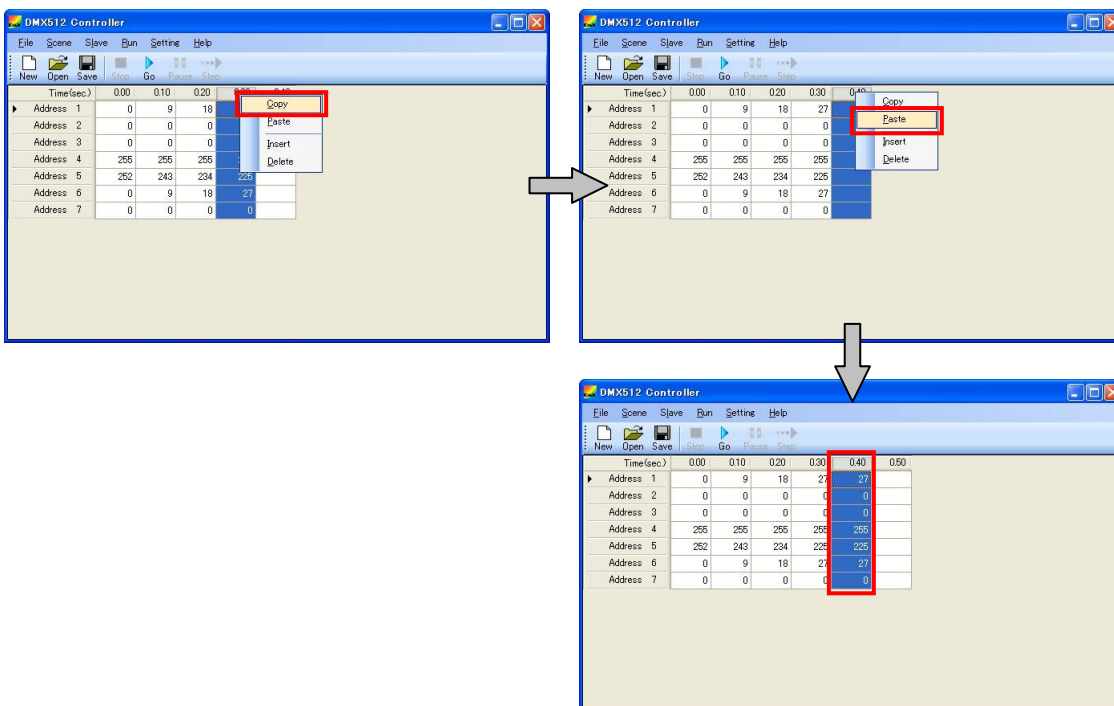 DMX512 Controller
File Scene Slave Run Setting Help
New Open Save Stop Go Pause Step
Time(sec.) 0.00 0.10 0.20
Address 1 0 9 18
Address 2 0 0 0
Address 3 0 0 0
Address 4 255 255 255
Address 5 252 243 234 225
Address 6 0 9 18 27
Address 7 0 0 0 0
Copy
Paste
Insert
Delete
DMX512 Controller
File Scene Slave Run Setting Help
New Open Save Stop Go Pause Step
Time(sec.) 0.00 0.10 0.20 0.30 0.40
Address 1 0 9 18 27
Address 2 0 0 0 0
Address 3 0 0 0 0
Address 4 255 255 255 255
Address 5 252 243 234 225
Address 6 0 9 18 27
Address 7 0 0 0 0
Copy
Paste
Insert
Delete
DMX512 Controller
File Scene Slave Run Setting Help
New Open Save Stop Go Pause Step
Time(sec.) 0.00 0.10 0.20 0.30 0.40 0.50
Address 1 0 9 18 27 27
Address 2 0 0 0 0 0
Address 3 0 0 0 0 0
Address 4 255 255 255 255 255
Address 5 252 243 234 225 225
Address 6 0 9 18 27 27
Address 7 0 0 0 0 0